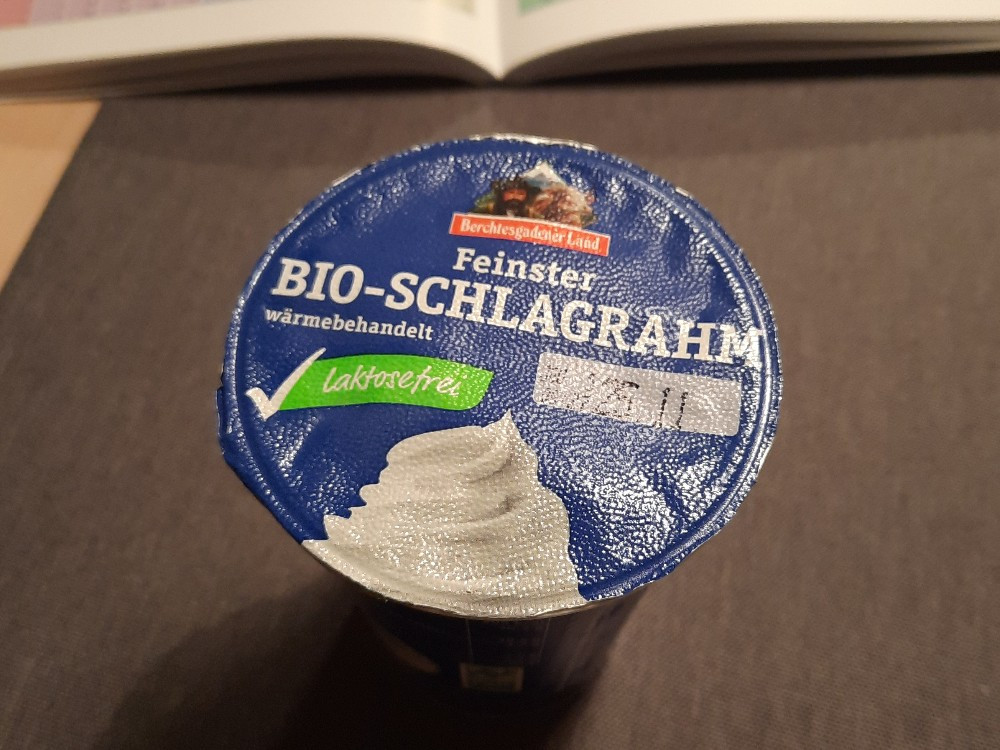 Berchtesgadener Land
Feinster
BIO-SCHLAGRAHM
wärmebehandelt
Laktosefrei